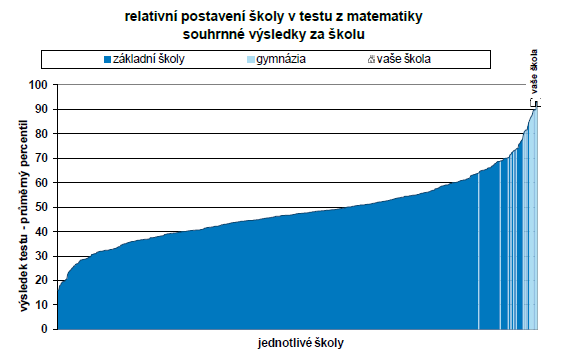 relativní postavení školy v testu z matematiky
souhrnné výsledky za školu
základní školy gymnázia vaše škola
vaše škola
výsledek testu - průměrný percentil
100
90
80
70
60
50
40
30
20
10
0
jednotlivé školy